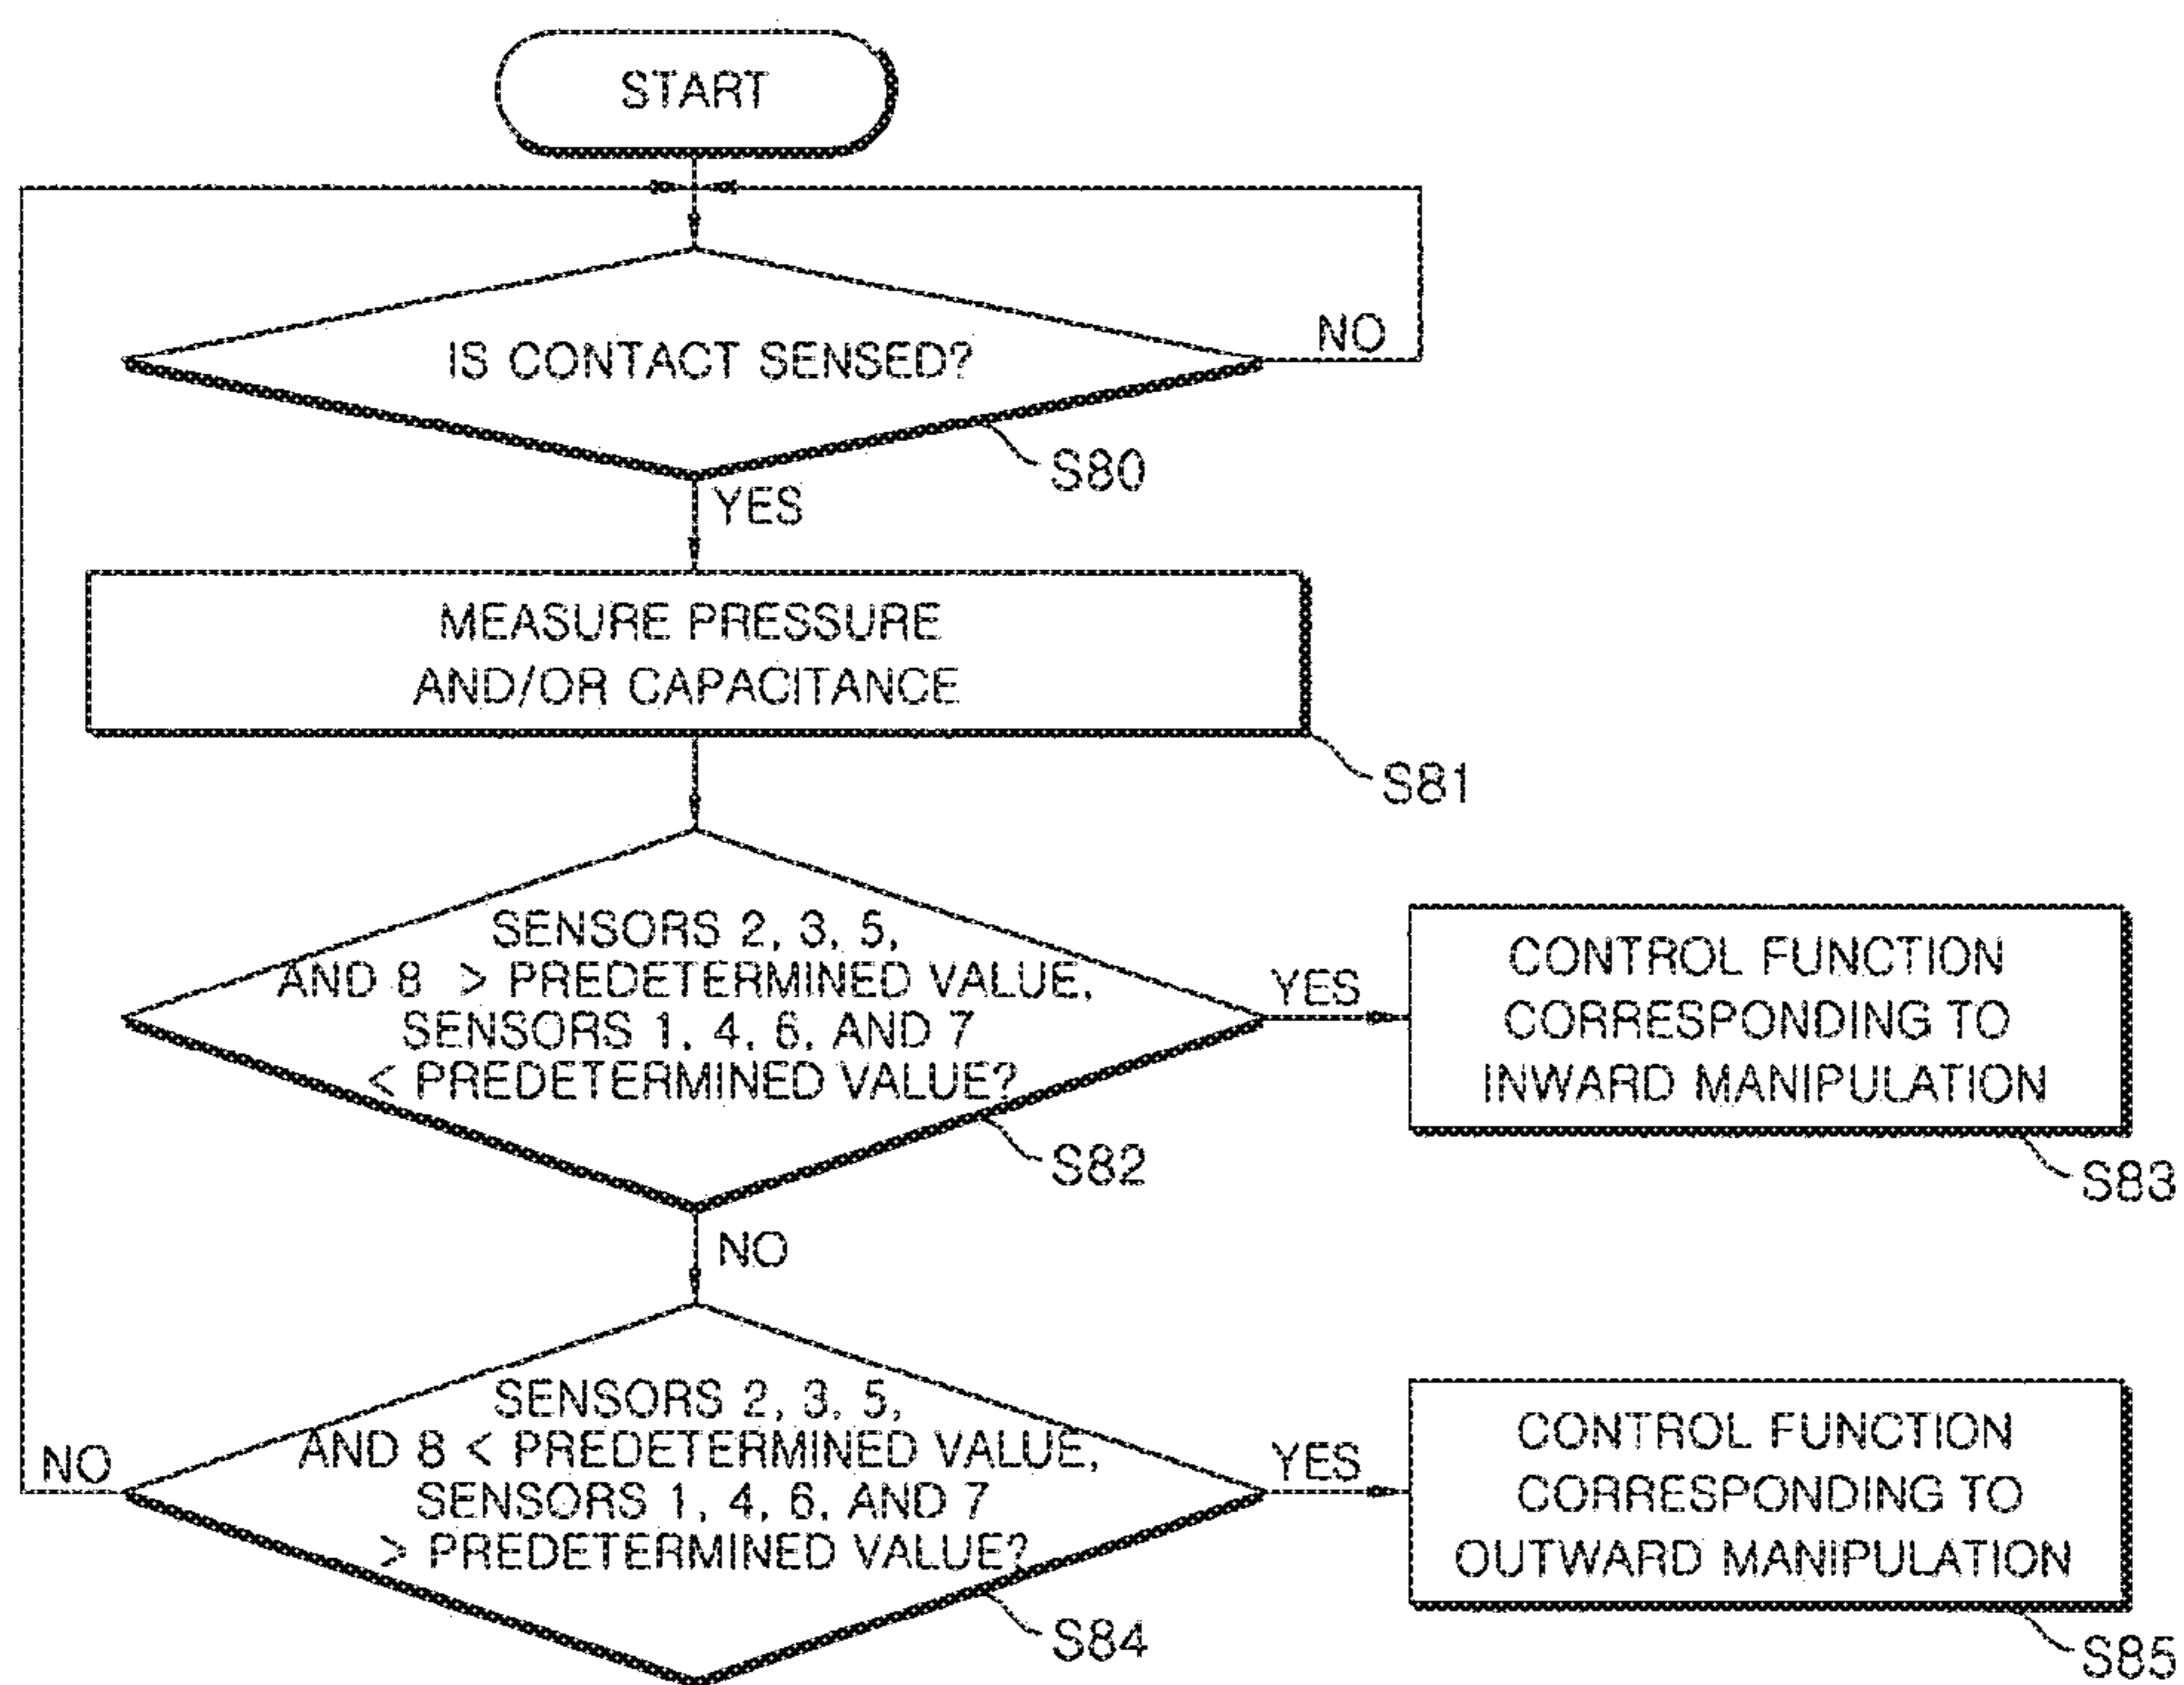 START
IS CONTACT SENSED?
NO
S80
YES
MEASURE PRESSURE
AND/OR CAPACITANCE
S81
SENSORS 2, 3, 5,
AND 8 > PREDETERMINED VALUE,
SENSORS 1, 4, 6, AND 7
< PREDETERMINED VALUE?
YES
S82
CONTROL FUNCTION
CORRESPONDING TO
INWARD MANIPULATION
S83
NO
SENSORS 2, 3, 5,
AND 8 < PREDETERMINED VALUE,
SENSORS 1, 4, 6, AND 7
> PREDETERMINED VALUE?
NO
YES
S84
CONTROL FUNCTION
CORRESPONDING TO
OUTWARD MANIPULATION
S85